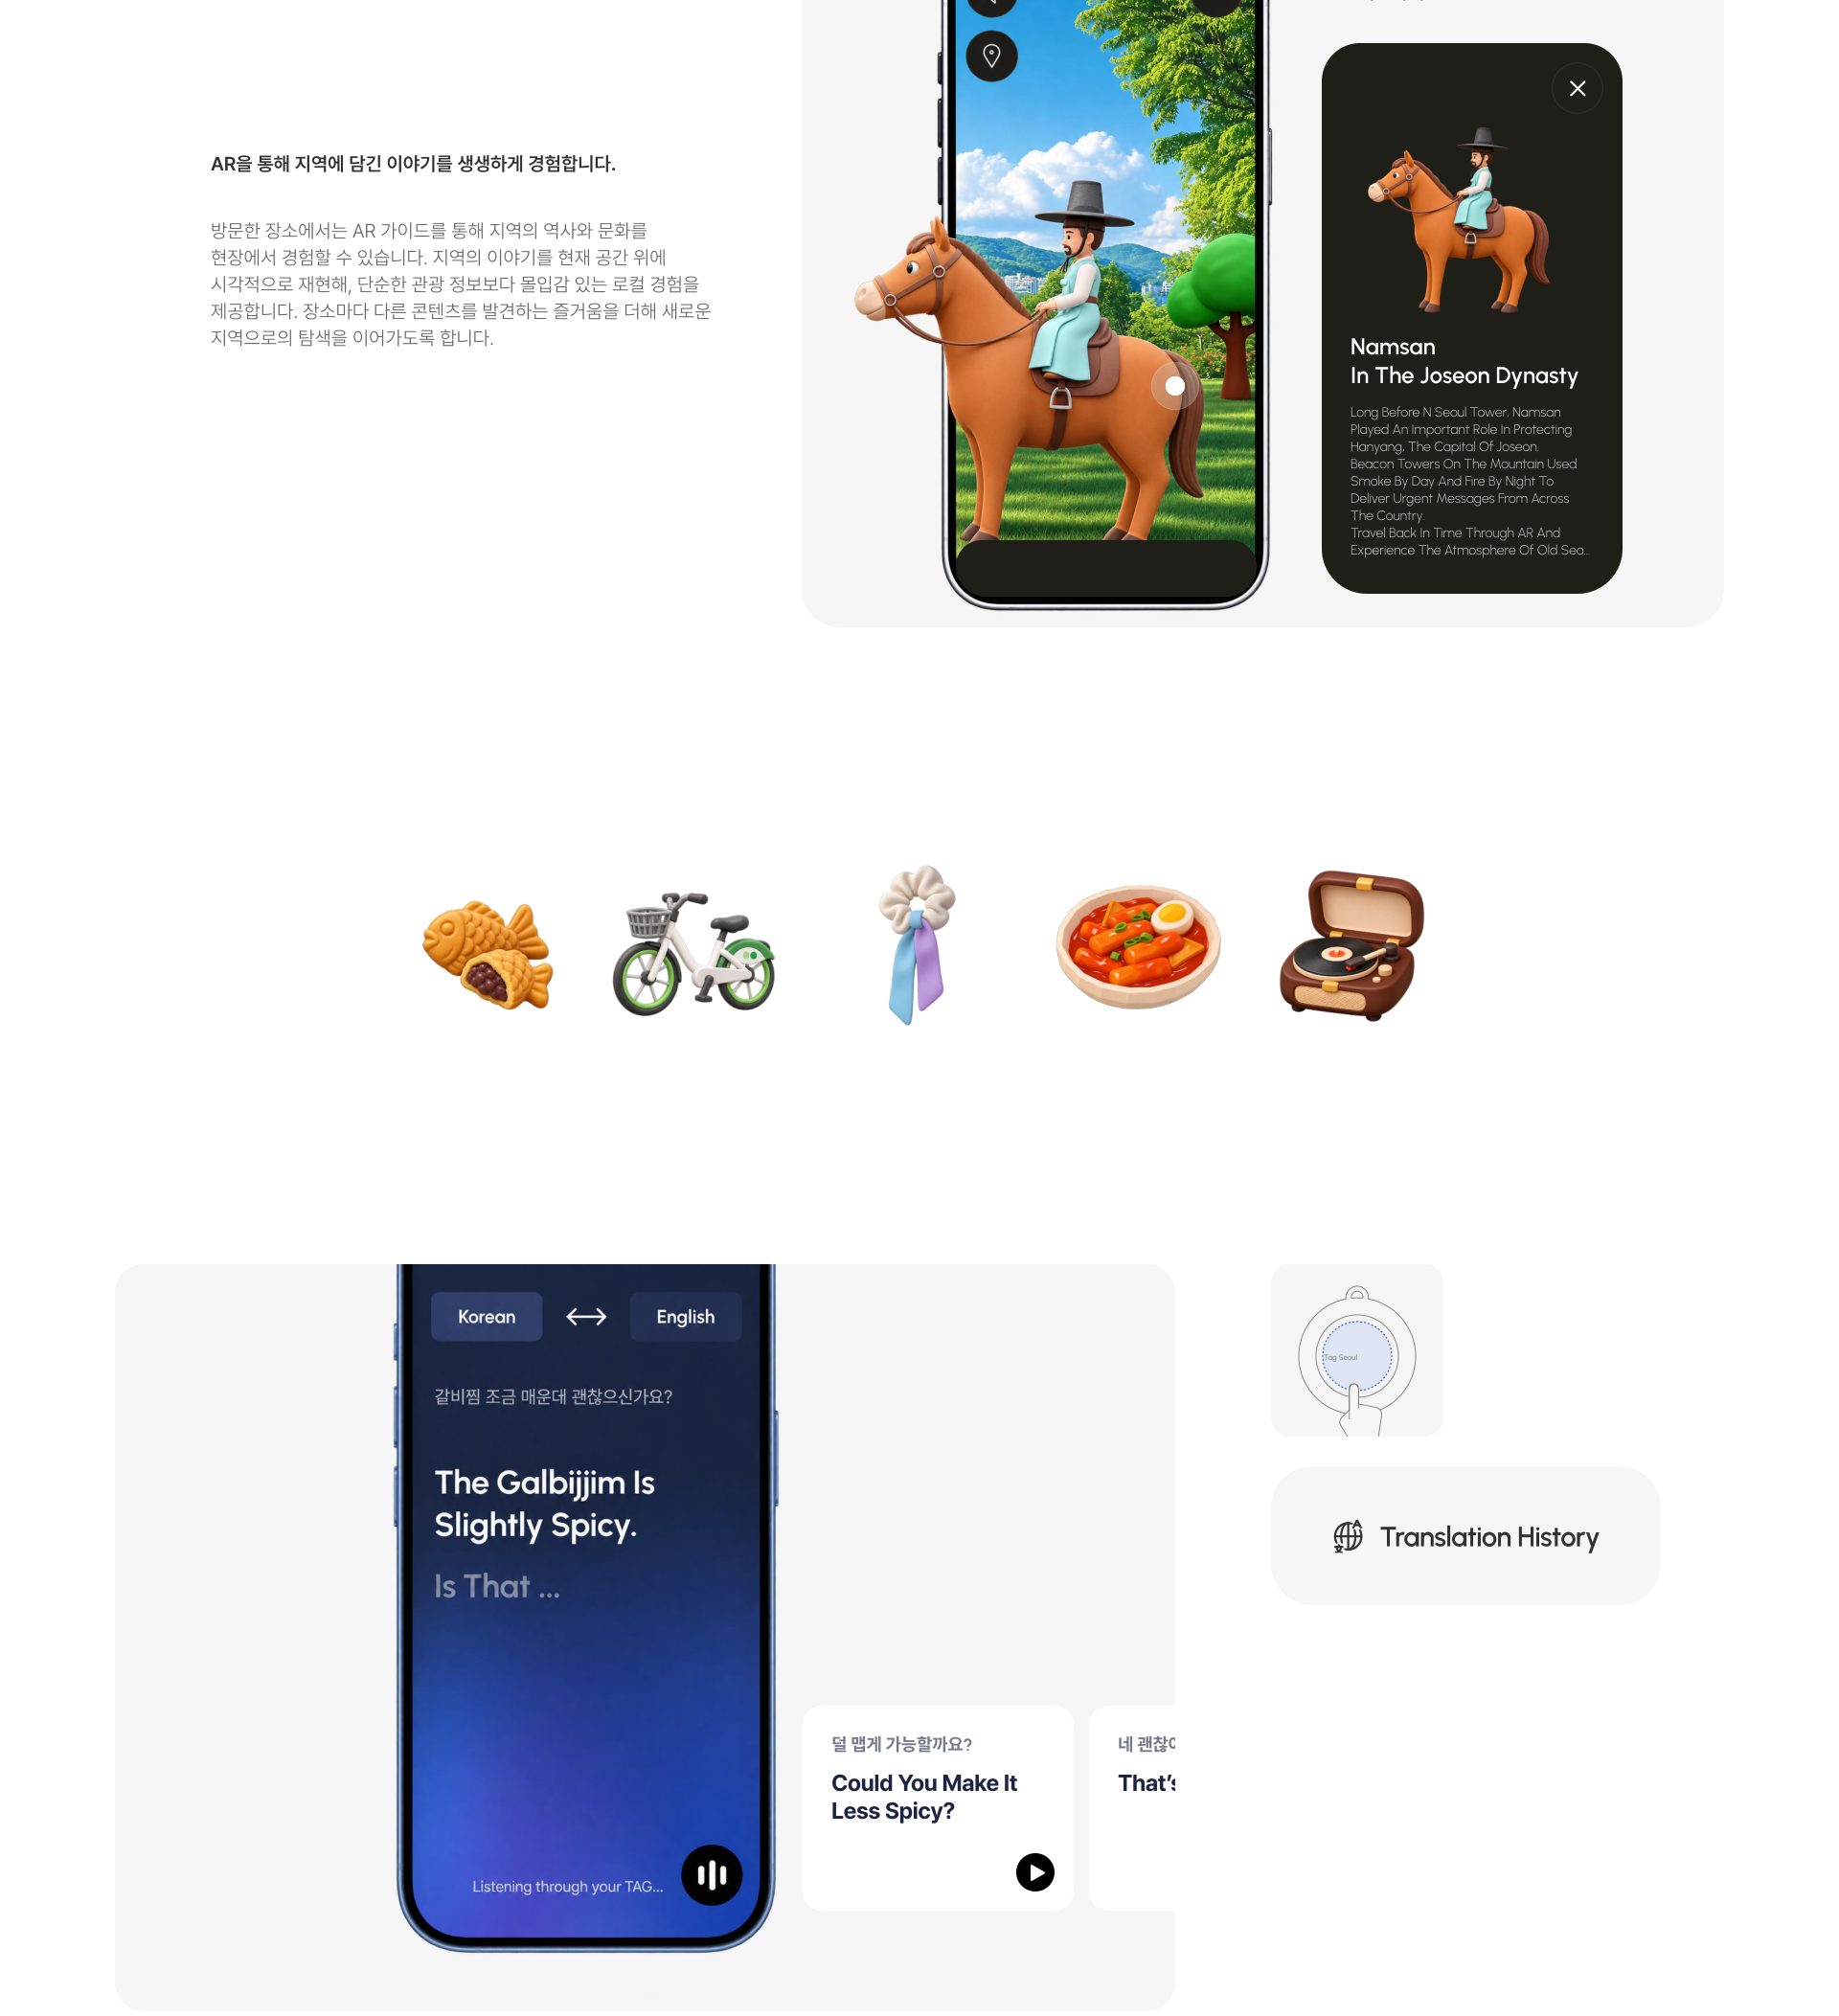 AR을 통해 지역에 담긴 이야기를 생생하게 경험합니다.
방문한 장소에서는 AR 가이드를 통해 지역의 역사와 문화를
현장에서 경험할 수 있습니다. 지역의 이야기를 현재 공간 위에
시각적으로 재현해, 단순한 관광 정보보다 몰입감 있는 로컬 경험을
제공합니다. 장소마다 다른 콘텐츠를 발견하는 즐거움을 더해 새로운
지역으로의 탐색을 이어가도록 합니다.
Namsan
In The Joseon Dynasty
Long Before N Seoul Tower, Namsan
Played An Important Role In Protecting
Hanyang, The Capital Of Joseon.
Beacon Towers On The Mountain Used
Smoke By Day And Fire By Night To
Deliver Urgent Messages From Across
The Country.
Travel Back In Time Through AR And
Experience The Atmosphere Of Old Seo...
Korean
English
갈비찜 조금 매운대 괜찮으신가요?
The Galbijjim Is
Slightly Spicy.
Is That ...
Listening through your TAG...
덜 맵게 가능할까요?
Could You Make It
Less Spicy?
네 괜찮
That's
Tag Seoul
Translation History